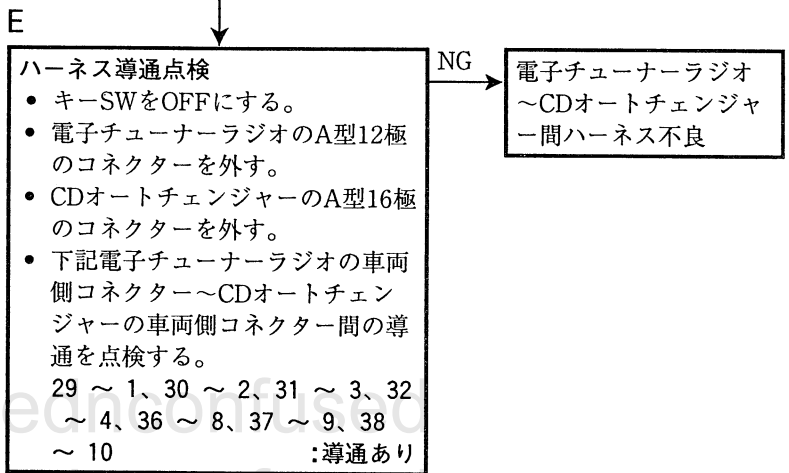 E
ハーネス導通点検
• キーSWをOFFにする。
• 電子チューナーラジオのA型12極
のコネクターを外す。
• CDオートチェンジャーのA型16極
のコネクターを外す。
• 下記電子チューナーラジオの車両
側コネクター～CDオートチェン
ジャーの車両側コネクター間の導
通を点検する。
29 ～ 1、30 ～ 2、31 ～ 3、32
～ 4、36 ～ 8、37 ～ 9、38
～ 10 :導通あり
NG
電子チューナーラジオ
～CDオートチェンジャ
ー間ハーネス不良
ednconfused